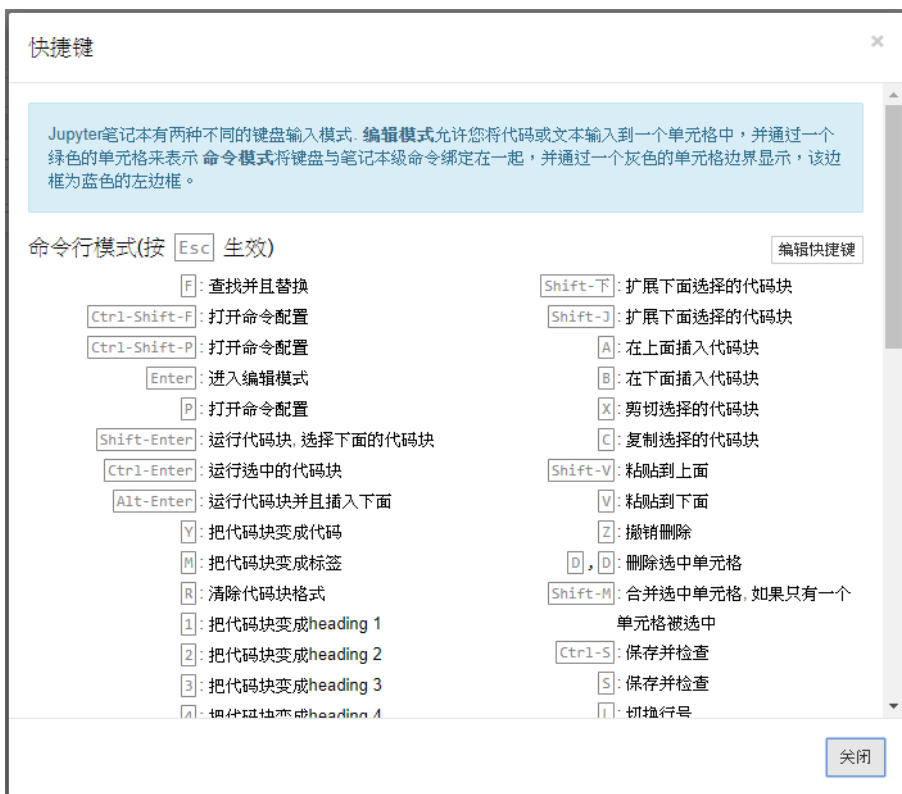 快捷键
×
Jupyter笔记本有两种不同的键盘输入模式. 编辑模式允许您将代码或文本输入到一个单元格中，并通过一个
绿色的单元格来表示 命令模式将键盘与笔记本级命令绑定在一起，并通过一个灰色的单元格边界显示，该边
框为蓝色的左边框。
命令行模式(按 Esc 生效)
编辑快捷键
F : 查找并且替换
Ctrl-Shift-F : 打开命令配置
Ctrl-Shift-P : 打开命令配置
Enter : 进入编辑模式
P : 打开命令配置
Shift-Enter : 运行代码块, 选择下面的代码块
Ctrl-Enter : 运行选中的代码块
Alt-Enter : 运行代码块并且插入下面
Y : 把代码块变成代码
M : 把代码块变成标签
R : 清除代码块格式
1 : 把代码块变成heading 1
2 : 把代码块变成heading 2
3 : 把代码块变成heading 3
4 : 把代码块变成heading 4
Shift-下 : 扩展下面选择的代码块
Shift-J : 扩展下面选择的代码块
A : 在上面插入代码块
B : 在下面插入代码块
X : 剪切选择的代码块
C : 复制选择的代码块
Shift-V : 粘贴到上面
V : 粘贴到下面
Z : 撤销删除
D , D : 删除选中单元格
Shift-M : 合并选中单元格, 如果只有一个
单元格被选中
Ctrl-S : 保存并检查
S : 保存并检查
L : 切换行号
关闭